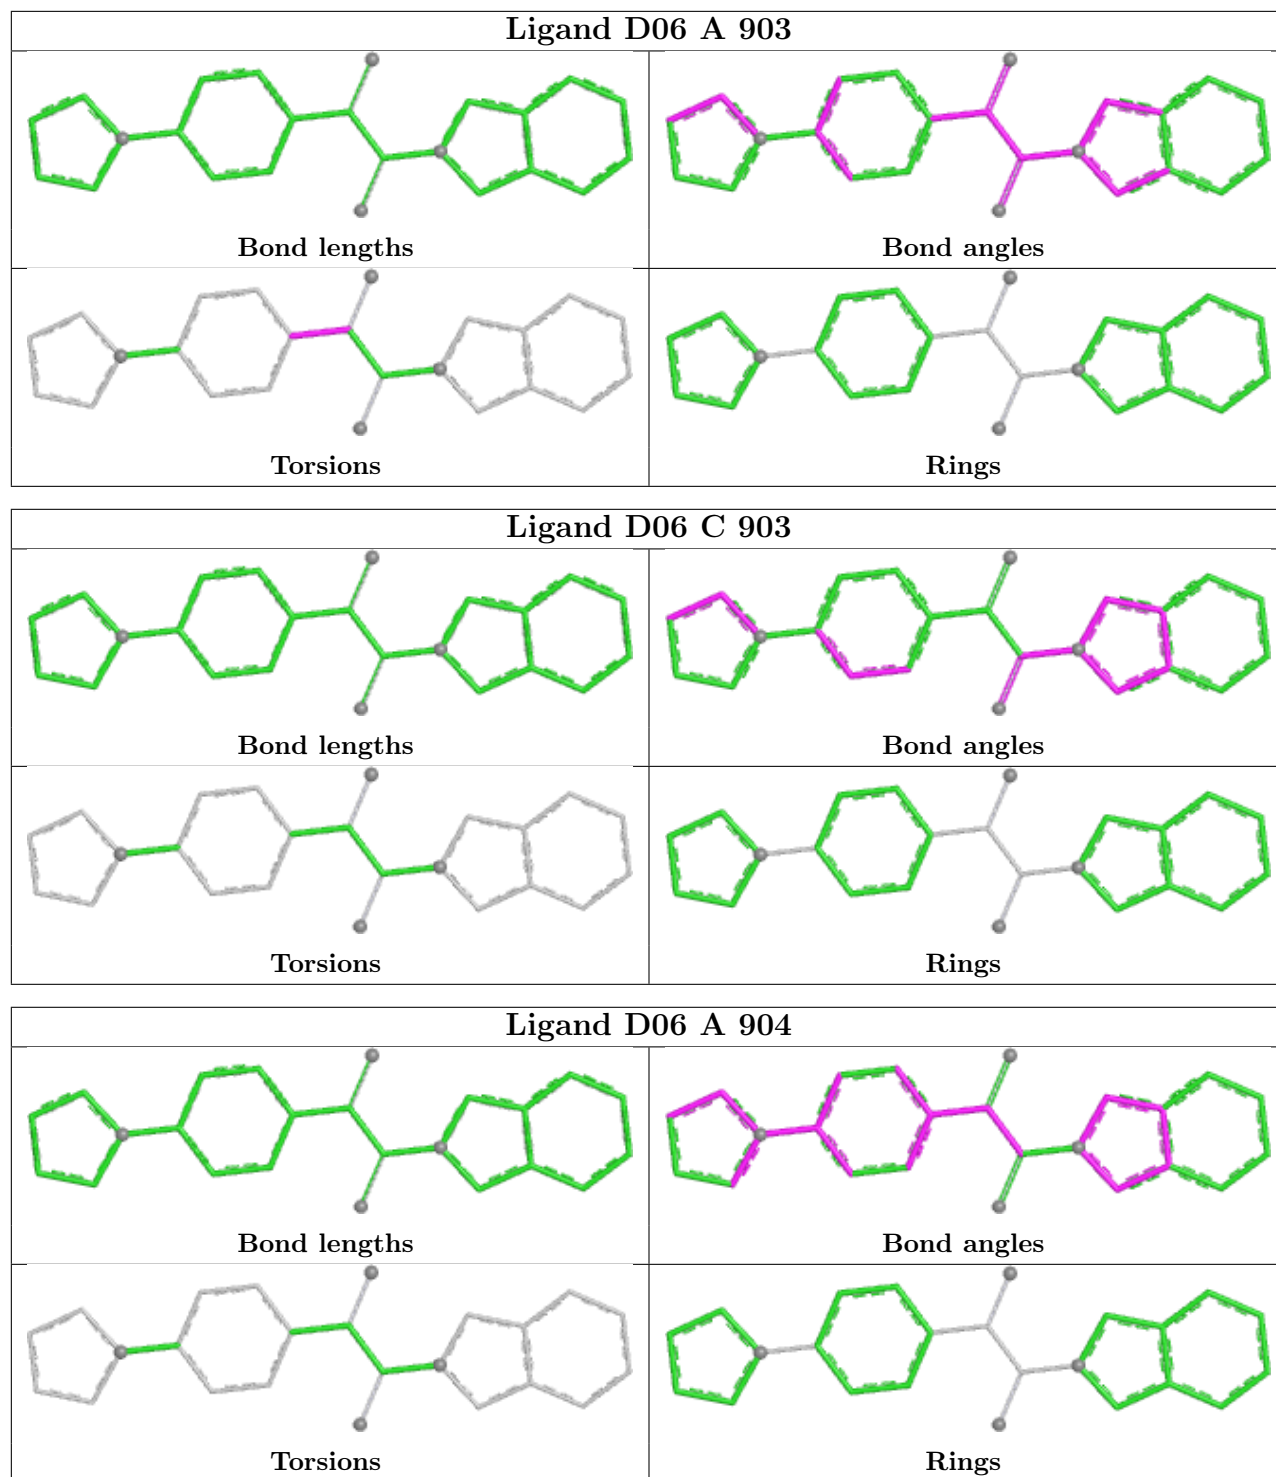 Ligand D06 A 903
Bond lengths
Bond angles
Torsions
Rings
Ligand D06 C 903
Bond lengths
Bond angles
Torsions
Rings
Ligand D06 A 904
Bond lengths
Bond angles
Torsions
Rings